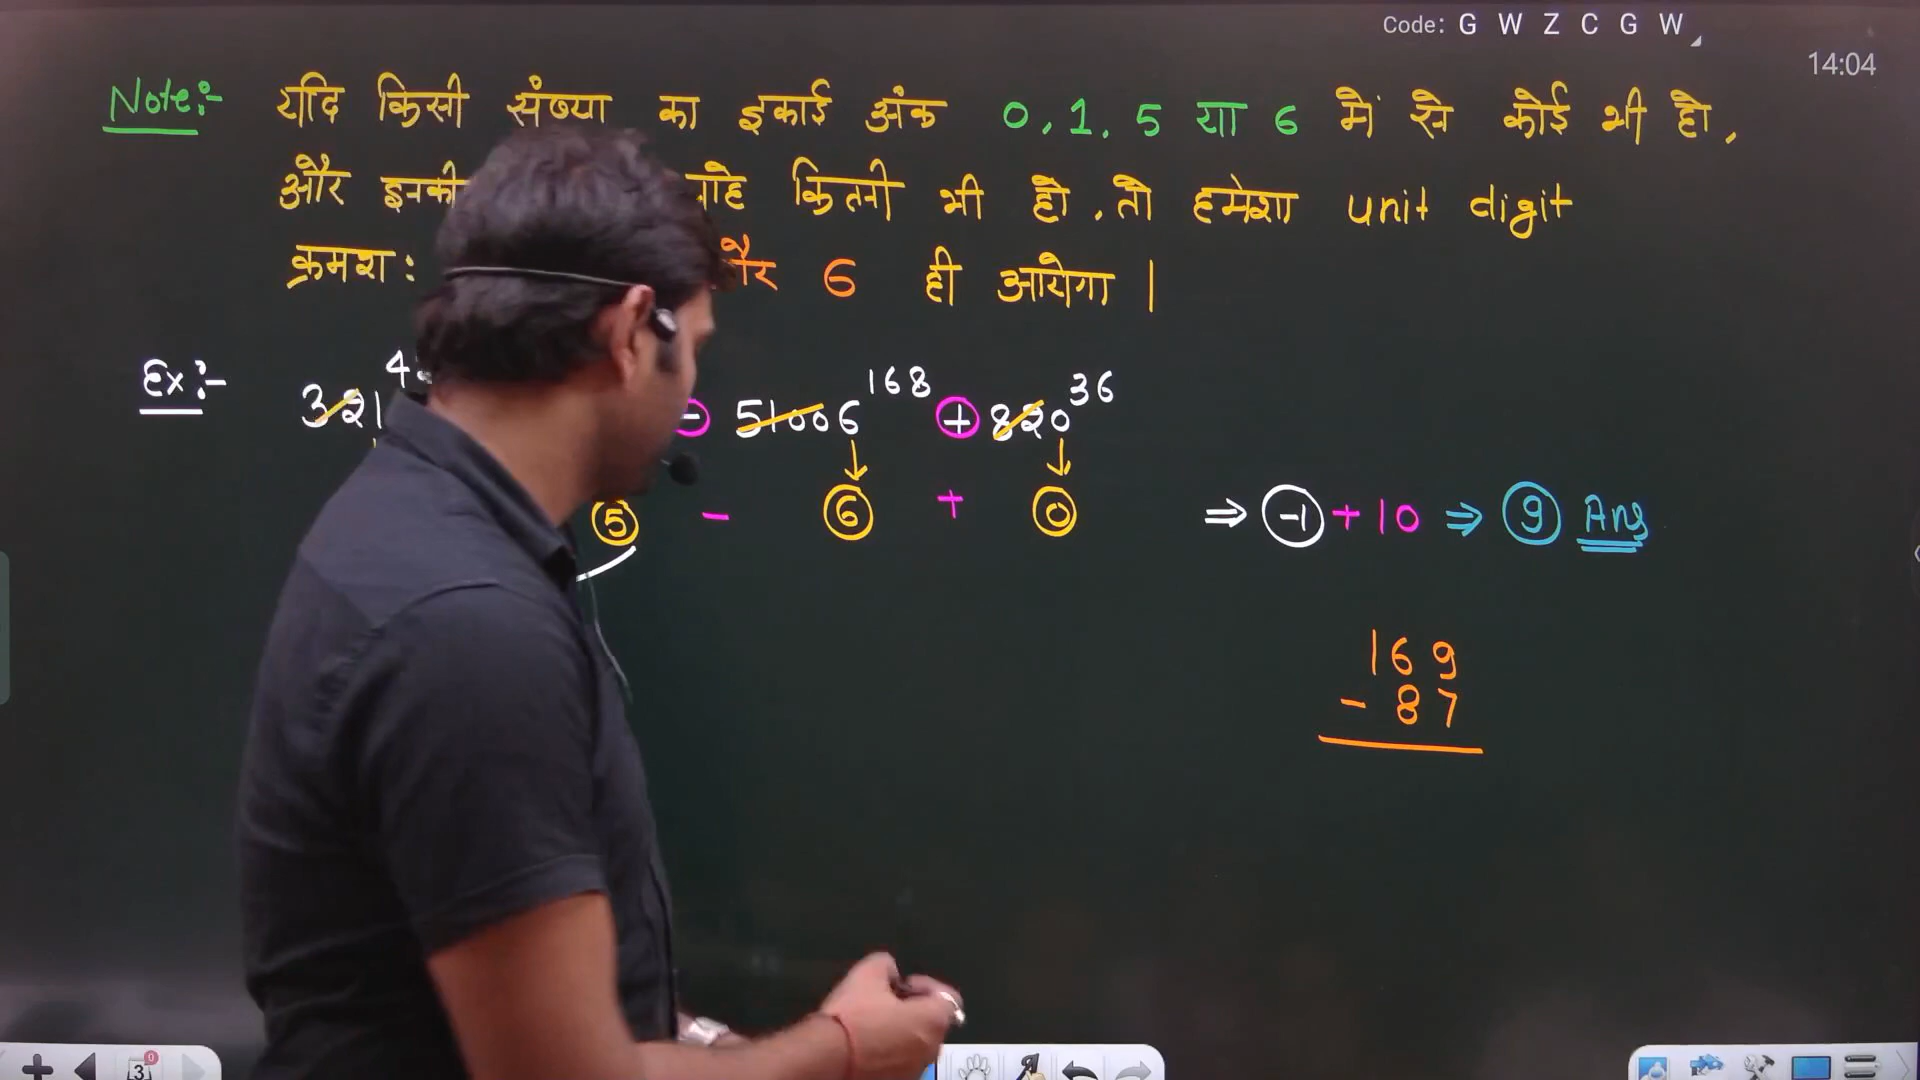 Code: G W Z C G W
14:04
Note:- यदि किसी संख्या का इकाई अंक 0, 1, 5 या 6 में से कोई भी हो,
और इनकी चाहे कितनी भी हो, तो हमेशा unit digit
क्रमश: और 6 ही आयेगा |
Ex:- 321 - 51006^168 + 820^36
5 - 6 + 0 ⇒ -1 + 10 ⇒ 9 Ans
169
- 87